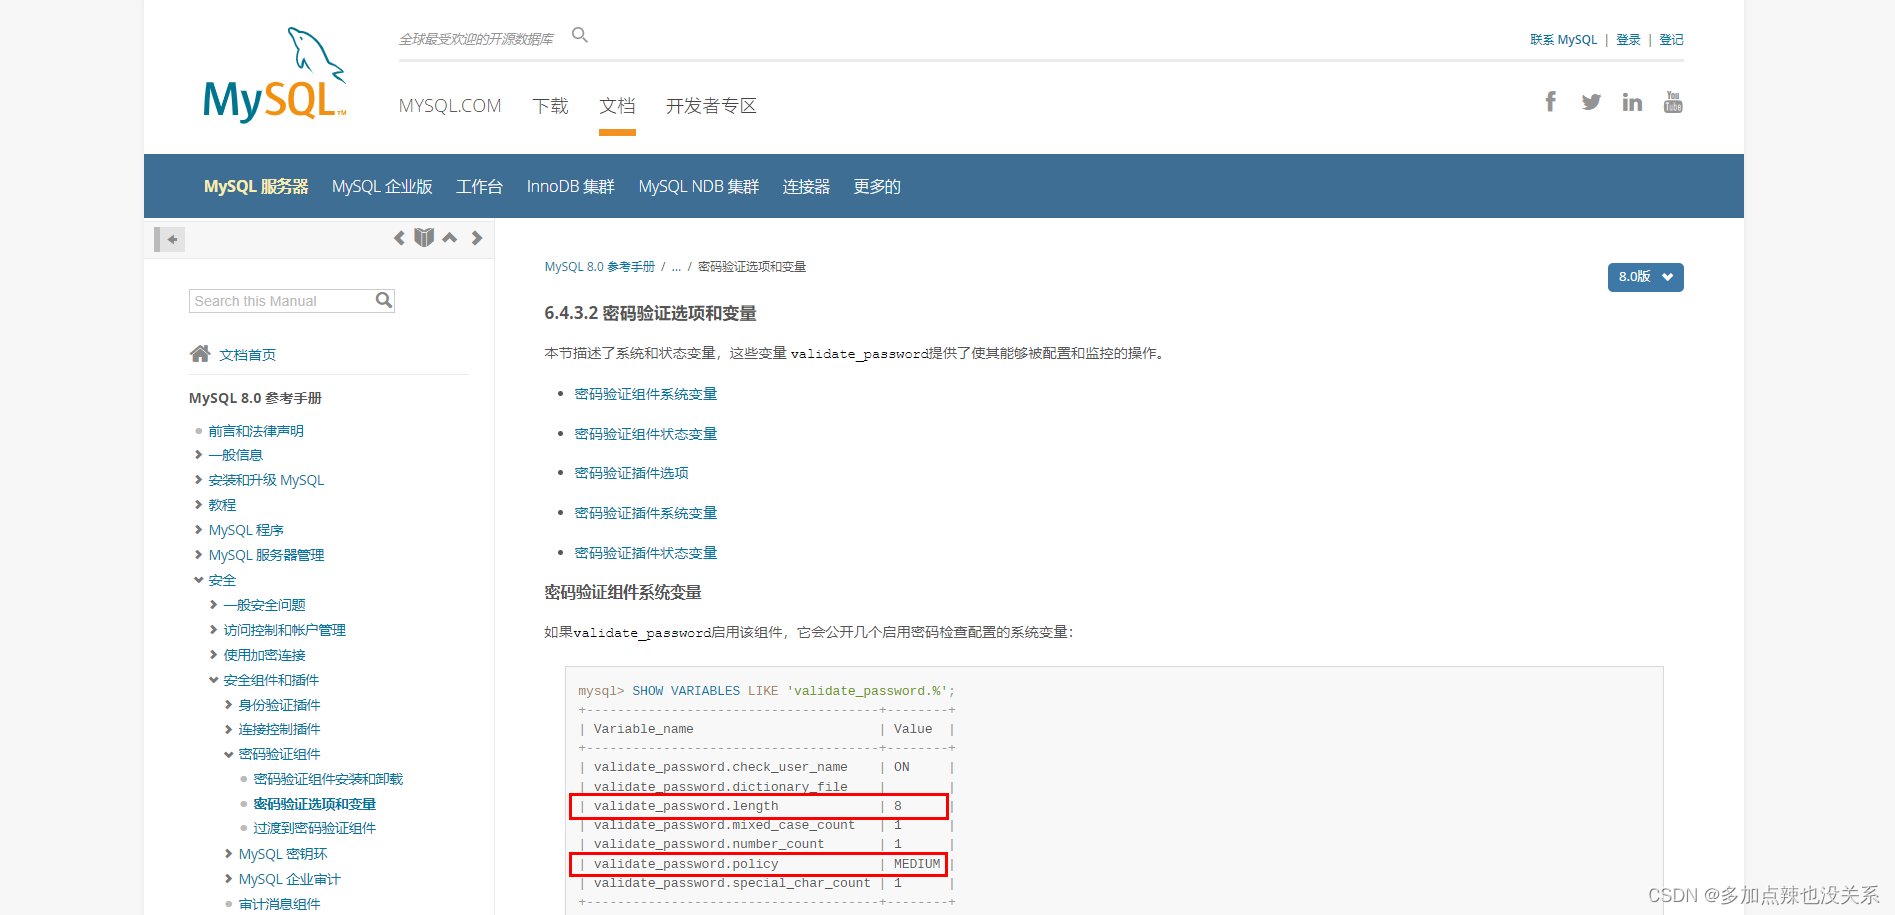 全球最受欢迎的开源数据库
联系 MySQL | 登录 | 登记
MySQL™
MYSQL.COM 下载 文档 开发者专区
MySQL 服务器 MySQL 企业版 工作台 InnoDB 集群 MySQL NDB 集群 连接器 更多的
Search this Manual
文档首页
MySQL 8.0 参考手册
前言和法律声明
一般信息
安装和升级 MySQL
教程
MySQL 程序
MySQL 服务器管理
安全
一般安全问题
访问控制和帐户管理
使用加密连接
安全组件和插件
身份验证插件
连接控制插件
密码验证组件
密码验证组件安装和卸载
密码验证选项和变量
过渡到密码验证组件
MySQL 密钥环
MySQL 企业审计
审计消息组件
MySQL 8.0 参考手册 / ... / 密码验证选项和变量
8.0版
6.4.3.2 密码验证选项和变量
本节描述了系统和状态变量，这些变量 validate_password提供了使其能够被配置和监控的操作。
密码验证组件系统变量
密码验证组件状态变量
密码验证插件选项
密码验证插件系统变量
密码验证插件状态变量
密码验证组件系统变量
如果validate_password启用该组件，它会公开几个启用密码检查配置的系统变量：
mysql> SHOW VARIABLES LIKE 'validate_password.%';
+--------------------------------------+--------+
| Variable_name                        | Value  |
+--------------------------------------+--------+
| validate_password.check_user_name    | ON     |
| validate_password.dictionary_file    |        |
| validate_password.length             | 8      |
| validate_password.mixed_case_count   | 1      |
| validate_password.number_count       | 1      |
| validate_password.policy             | MEDIUM |
| validate_password.special_char_count | 1      |
+--------------------------------------+--------+
CSDN @多加点辣也没关系